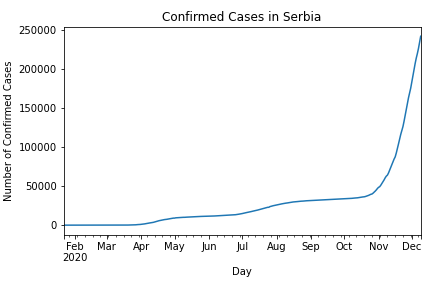 Confirmed Cases in Serbia
Number of Confirmed Cases
250000
200000
150000
100000
50000
0
Feb Mar Apr May Jun Jul Aug Sep Oct Nov Dec
2020
Day